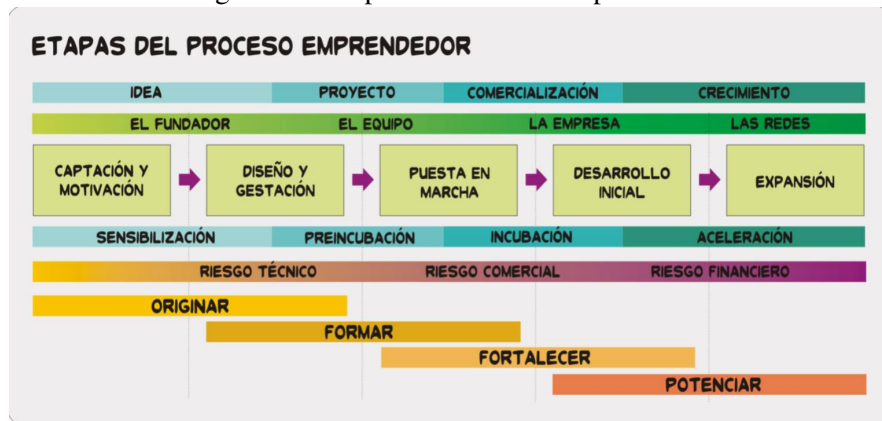 ETAPAS DEL PROCESO EMPRENDEDOR
IDEA PROYECTO COMERCIALIZACIÓN CRECIMIENTO
EL FUNDADOR EL EQUIPO LA EMPRESA LAS REDES
CAPTACIÓN Y
MOTIVACIÓN
DISEÑO Y
GESTACIÓN
PUESTA EN
MARCHA
DESARROLLO
INICIAL
EXPANSIÓN
SENSIBILIZACIÓN PREINCUBACIÓN INCUBACIÓN ACELERACIÓN
RIESGO TÉCNICO RIESGO COMERCIAL RIESGO FINANCIERO
ORIGINAR
FORMAR
FORTALECER
POTENCIAR